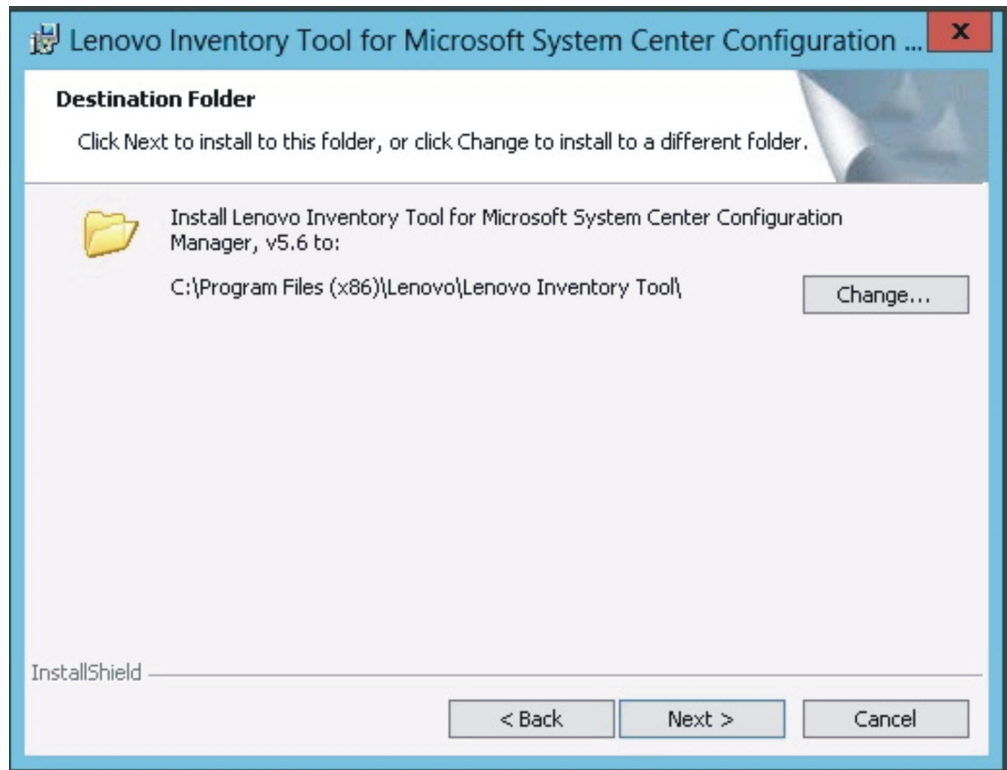 Lenovo Inventory Tool for Microsoft System Center Configuration ...
x
Destination Folder
Click Next to install to this folder, or click Change to install to a different folder.
Install Lenovo Inventory Tool for Microsoft System Center Configuration
Manager, v5.6 to:
C:\Program Files (x86)\Lenovo\Lenovo Inventory Tool\
Change...
InstallShield
< Back
Next >
Cancel